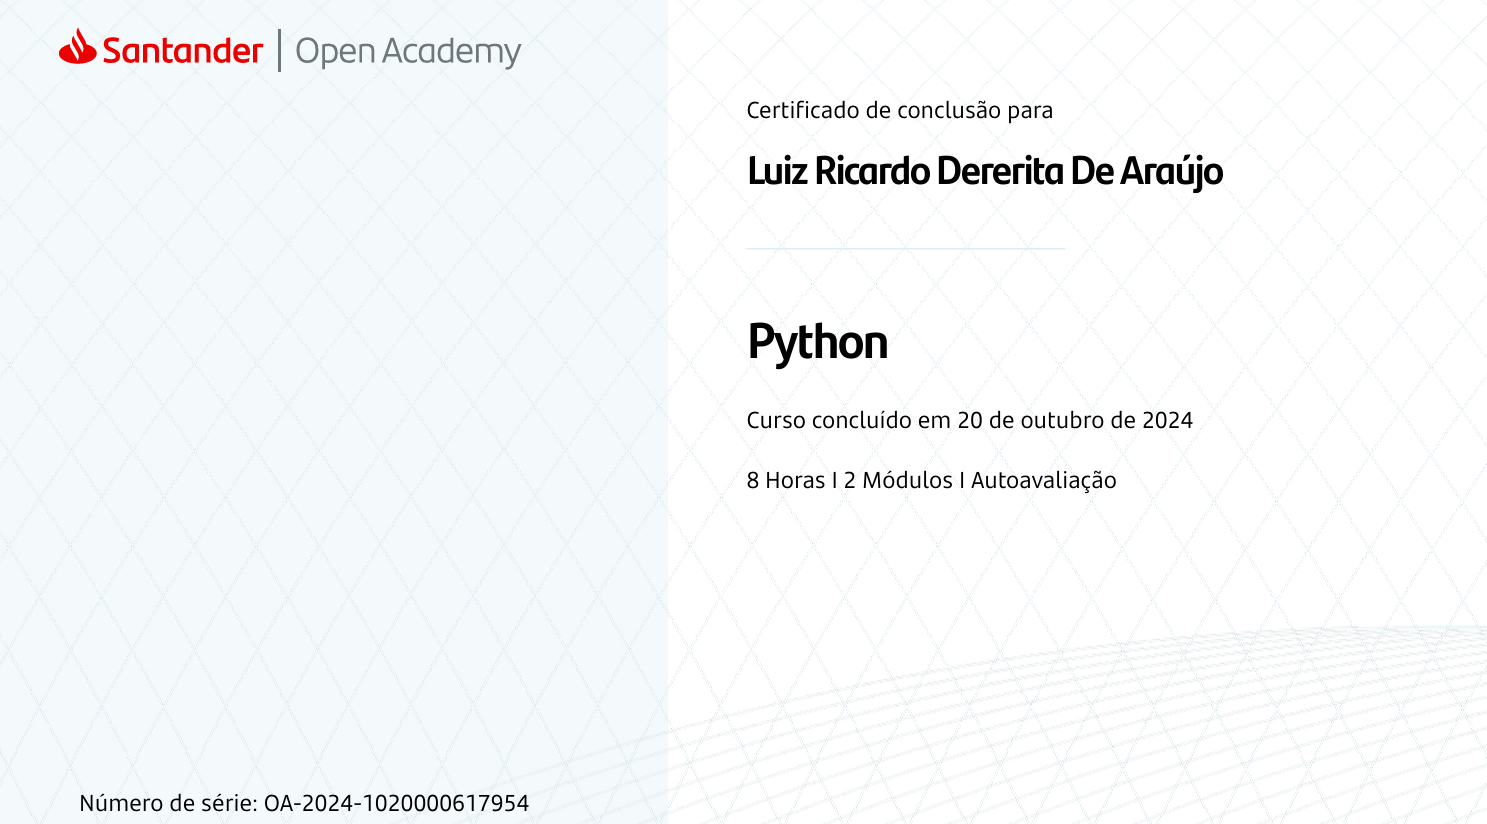 Santander | Open Academy
Certificado de conclusão para
Luiz Ricardo Dererita De Araújo
Python
Curso concluído em 20 de outubro de 2024
8 Horas I 2 Módulos I Autoavaliação
Número de série: OA-2024-1020000617954